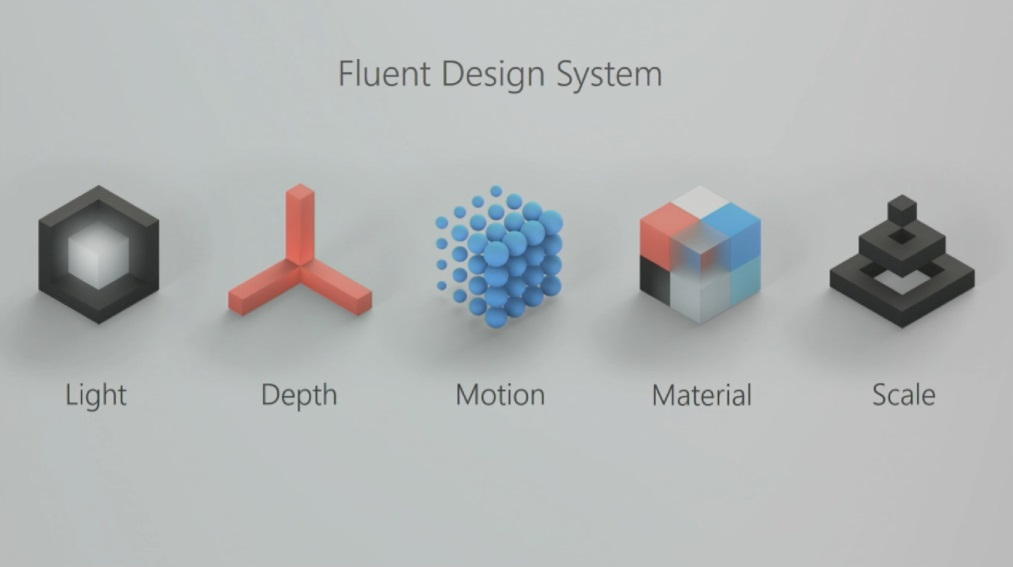 Fluent Design System
Light
Depth
Motion
Material
Scale